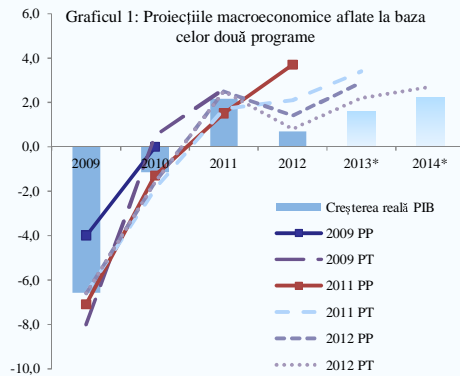 Graficul 1: Proiecțiile macroeconomice aflate la baza
celor două programe
6,0
4,0
2,0
0,0
-2,0
-4,0
-6,0
-8,0
-10,0
2009
2010
2011
2012
2013*
2014*
Creșterea reală PIB
2009 PP
2009 PT
2011 PP
2011 PT
2012 PP
2012 PT